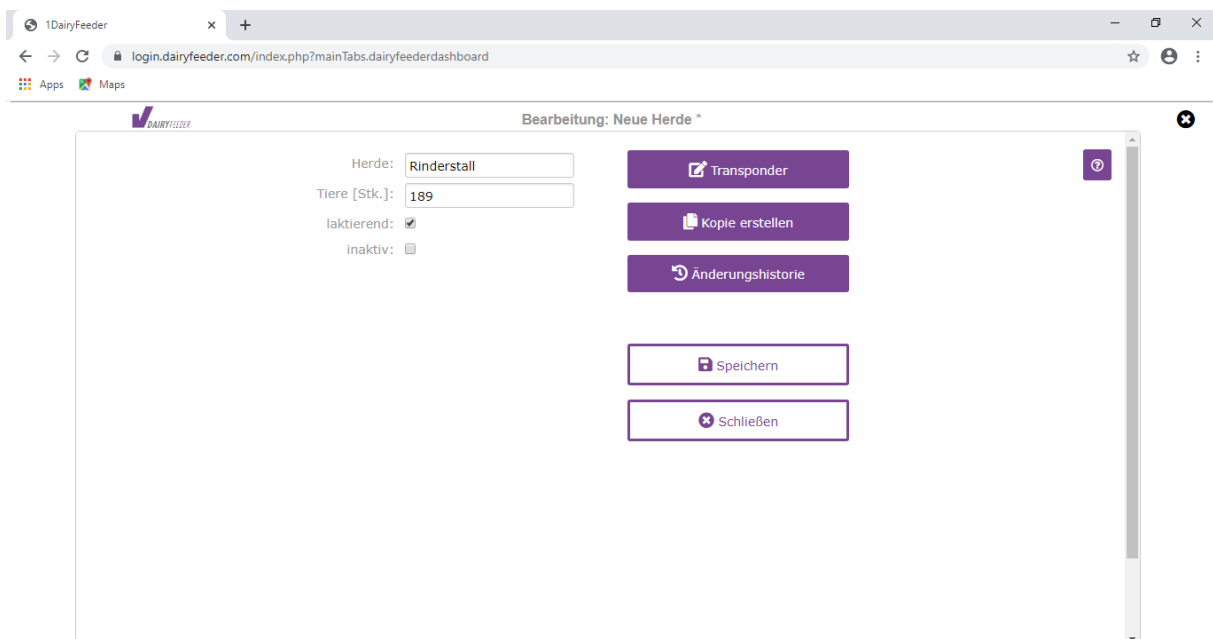 1DairyFeeder
login.dairyfeeder.com/index.php?mainTabs.dairyfeederdashboard
Apps Maps
DAIRYFEEDER
Bearbeitung: Neue Herde *
Herde: Rinderstall
Transponder
Tiere [Stk.]: 189
laktierend:
Kopie erstellen
inaktiv:
Änderungshistorie
Speichern
Schließen